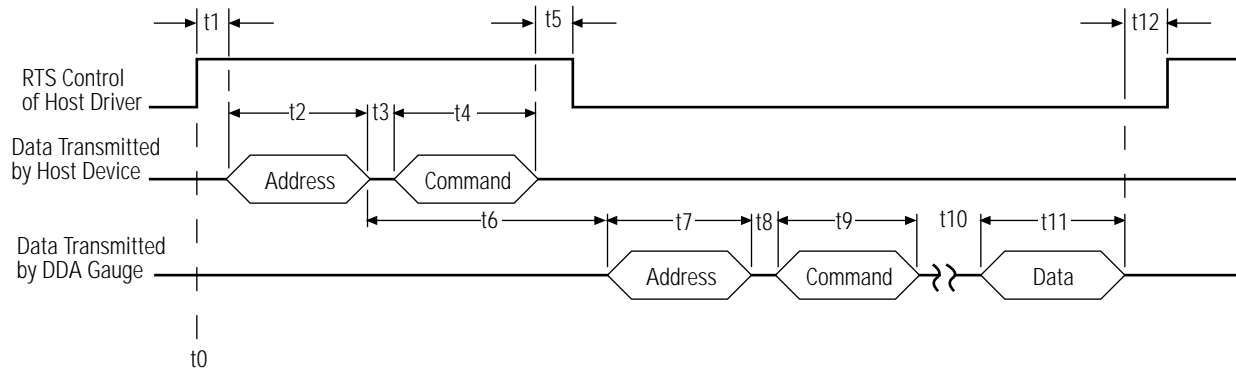 t1
t5
t12
RTS Control
of Host Driver
t2
t3
t4
Data Transmitted
by Host Device
Address
Command
t6
t7
t8
t9
t10
t11
Data Transmitted
by DDA Gauge
Address
Command
Data
t0